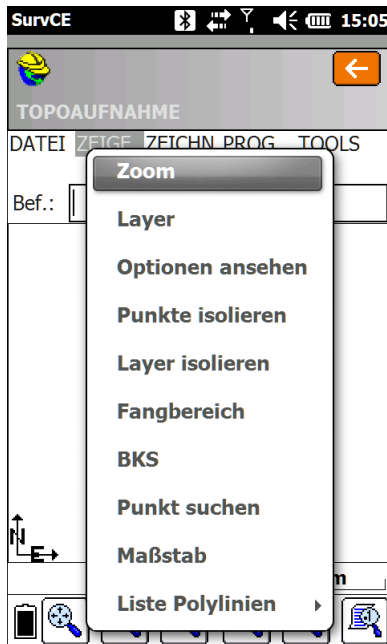 SurvCE 15:05
TOPOAUFNAHME
DATEI ZEIGE ZEICHN PROG TOOLS
Bef.:
Zoom
Layer
Optionen ansehen
Punkte isolieren
Layer isolieren
Fangbereich
BKS
Punkt suchen
Maßstab
Liste Polylinien
N
E
m